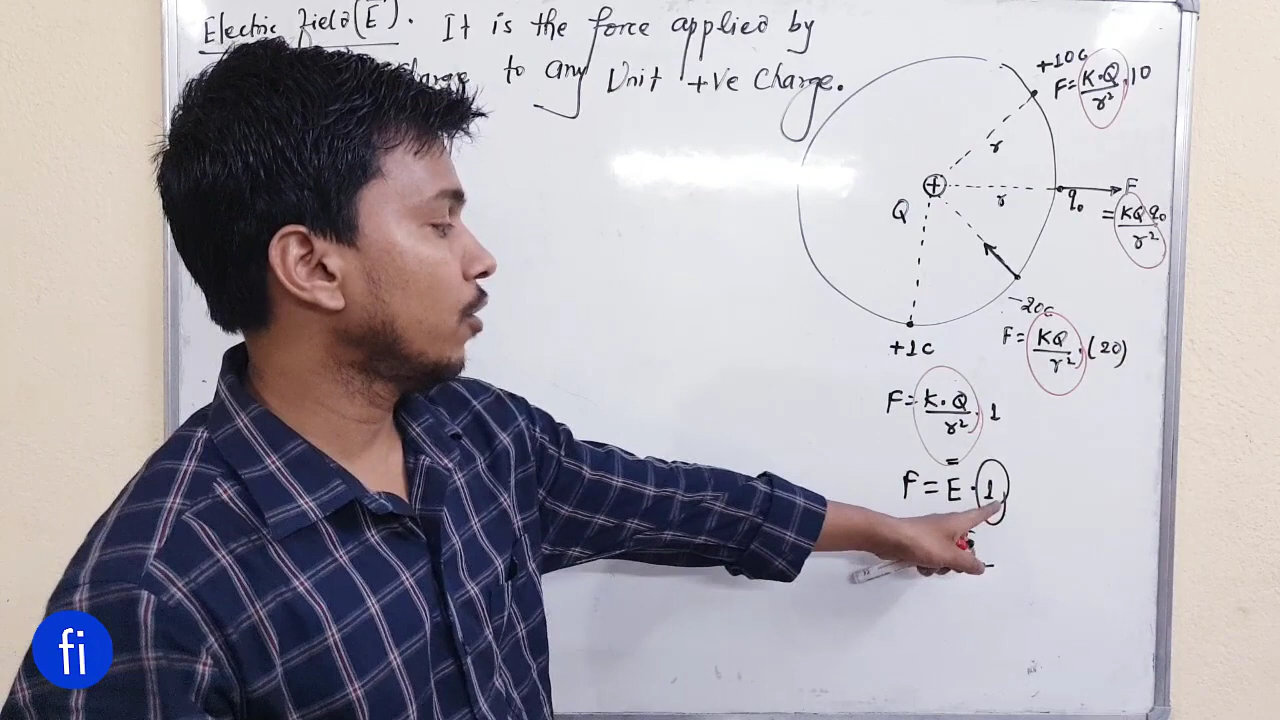 Electric field (E⃗). It is the force applied by
charge to any Unit +ve Charge.
+10c
F = K·Q/r² · 10
r
+
r
q₀
F
= KQq₀/r²
Q
-20c
F = KQ/r² · (20)
+1c
F = K·Q/r² · 1
=
F = E · 1
fi